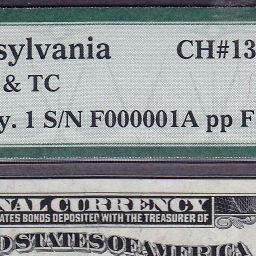 sylvania CH#13
& TC
y. 1 S/N F000001A pp F
NAL CURRENCY
ATES BONDS DEPOSITED WITH THE TREASURER OF
D STATES OF AMERICA